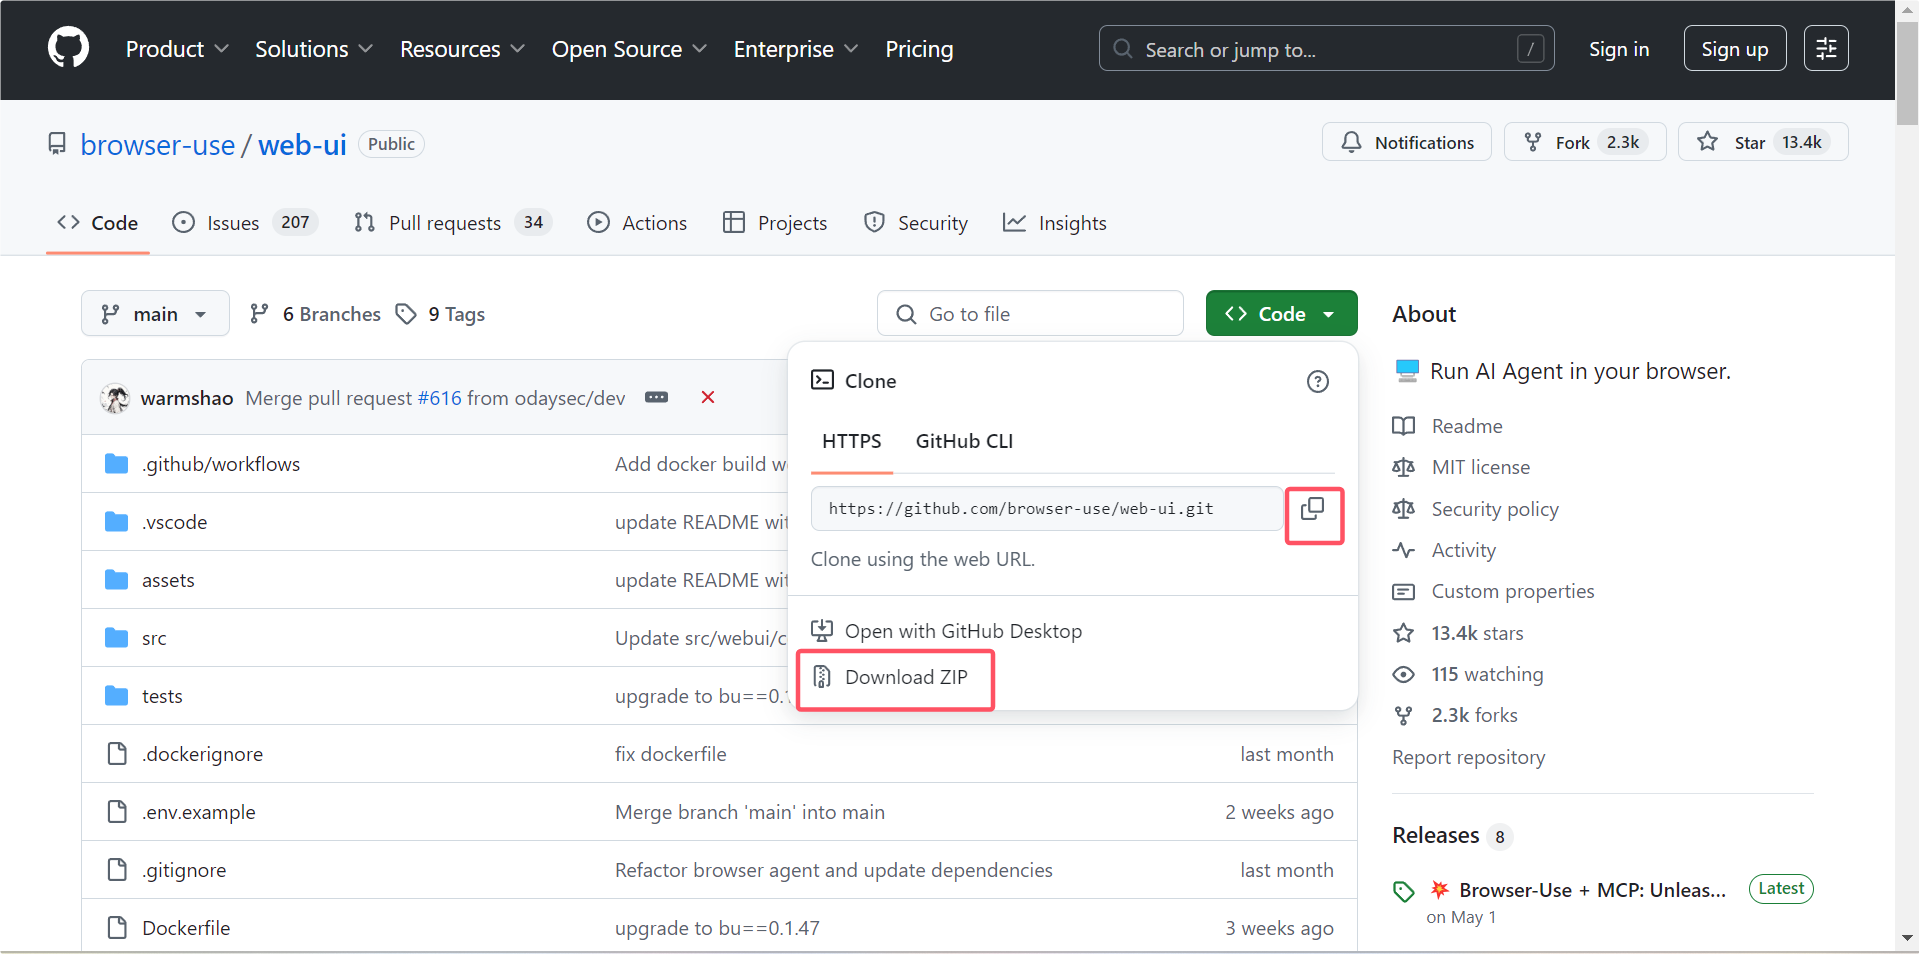 Product Solutions Resources Open Source Enterprise Pricing Search or jump to... / Sign in Sign up
browser-use / web-ui Public Notifications Fork 2.3k Star 13.4k
Code Issues 207 Pull requests 34 Actions Projects Security Insights
main 6 Branches 9 Tags Go to file Code
About
Clone
warmshao Merge pull request #616 from odaysec/dev
Run AI Agent in your browser.
HTTPS GitHub CLI
Readme
.github/workflows Add docker build w
MIT license
https://github.com/browser-use/web-ui.git
Security policy
.vscode update README wit
Clone using the web URL.
Activity
assets update README wit
Custom properties
Open with GitHub Desktop
13.4k stars
src Update src/webui/c
Download ZIP
115 watching
tests upgrade to bu==0.1
2.3k forks
.dockerignore fix dockerfile last month
Report repository
.env.example Merge branch 'main' into main 2 weeks ago
Releases 8
.gitignore Refactor browser agent and update dependencies last month
Browser-Use + MCP: Unleas... Latest
on May 1
Dockerfile upgrade to bu==0.1.47 3 weeks ago